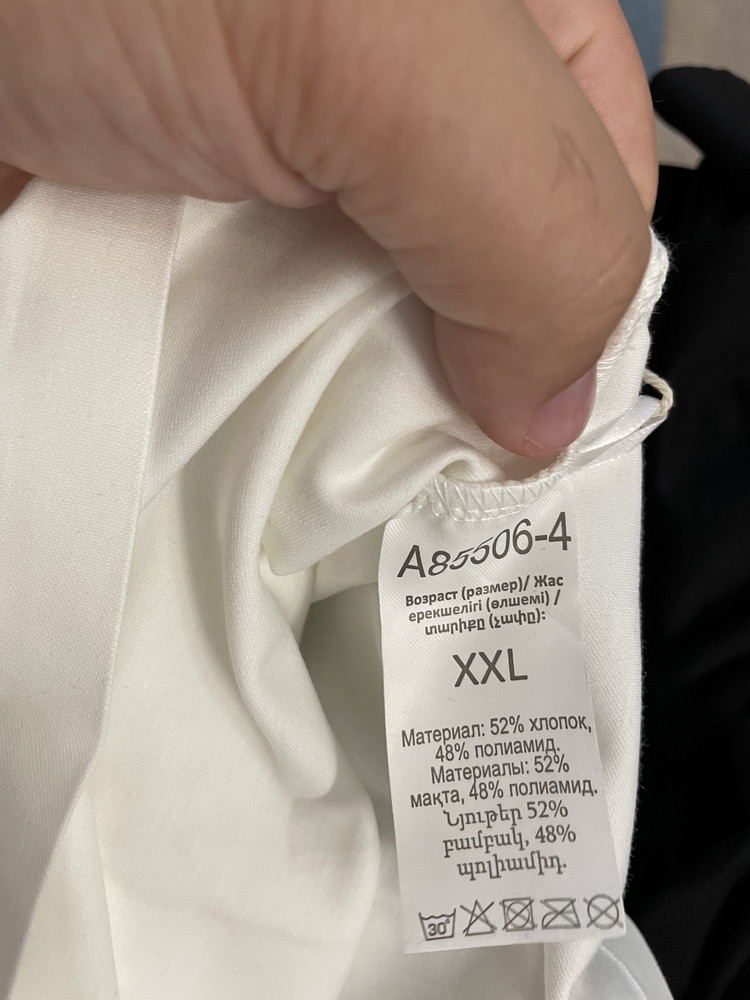 A85506-4
Возраст (размер)/ Жас
ерекшелігі (өлшемі) /
տարիքը (չափը):
XXL
Материал: 52% хлопок,
48% полиамид.
Материалы: 52%
мақта, 48% полиамид.
Նյութեր 52%
բամբակ, 48%
պոլիամիդ.
30°